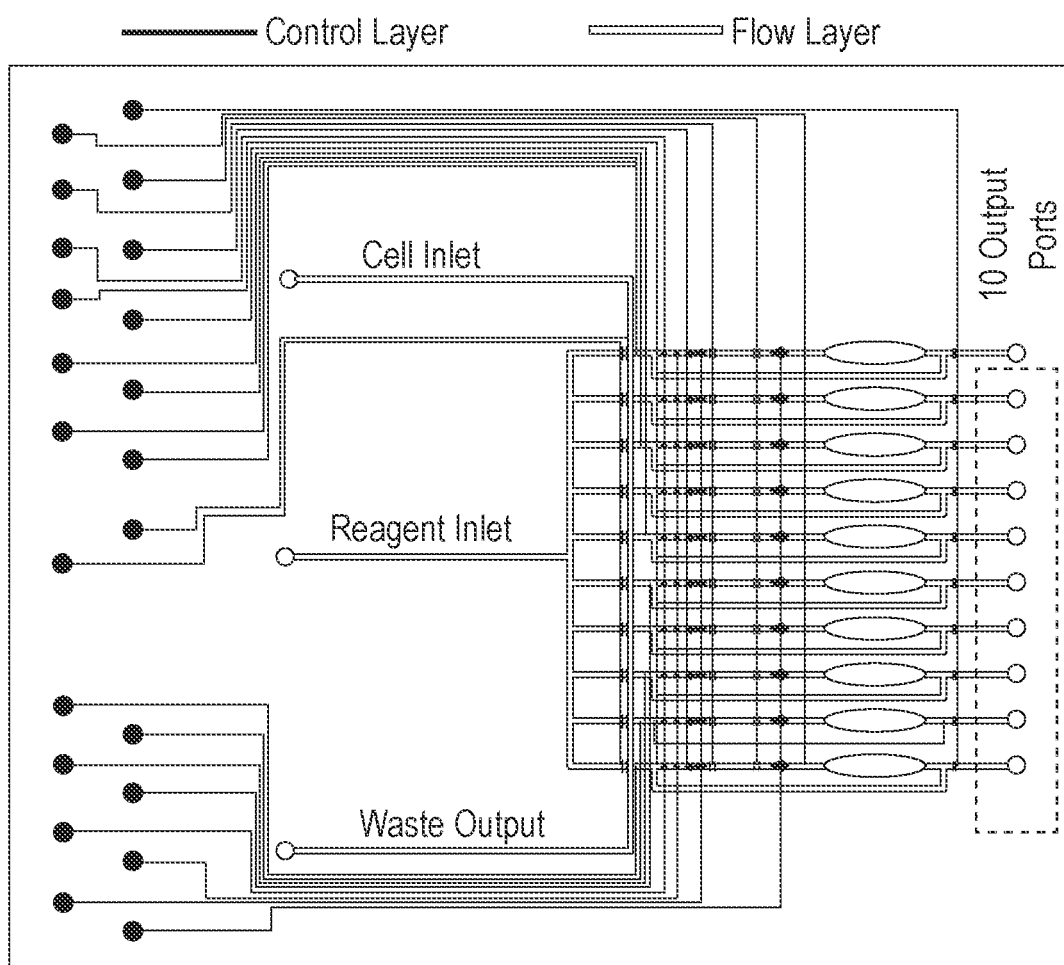 Control Layer
Flow Layer
10 Output
Ports
Cell Inlet
Reagent Inlet
Waste Output